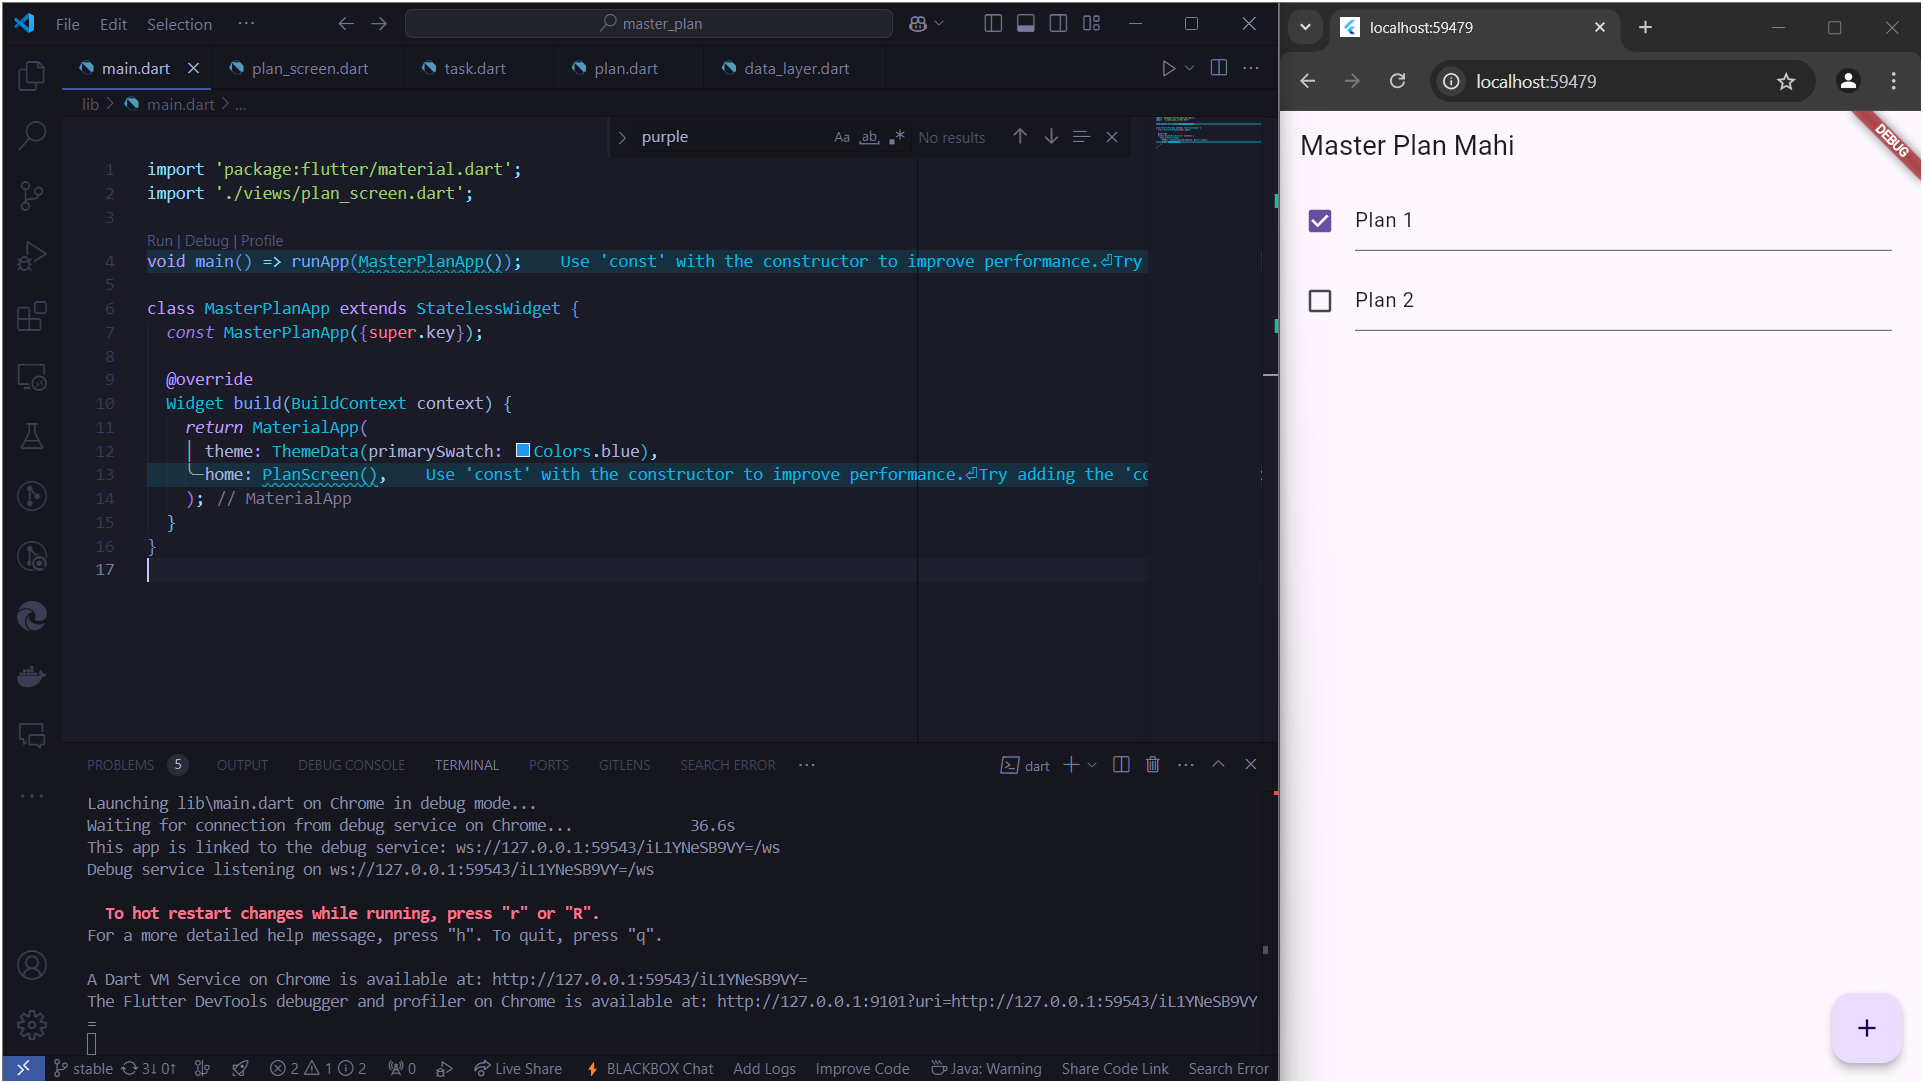 File Edit Selection ··· master_plan
main.dart plan_screen.dart task.dart plan.dart data_layer.dart
lib > main.dart > ...
purple Aa ab .* No results
1 import 'package:flutter/material.dart';
2 import './views/plan_screen.dart';
3
Run | Debug | Profile
4 void main() => runApp(MasterPlanApp()); Use 'const' with the constructor to improve performance.⏎Try
5
6 class MasterPlanApp extends StatelessWidget {
7 const MasterPlanApp({super.key});
8
9 @override
10 Widget build(BuildContext context) {
11 return MaterialApp(
12 theme: ThemeData(primarySwatch: Colors.blue),
13 home: PlanScreen(), Use 'const' with the constructor to improve performance.⏎Try adding the 'co
14 ); // MaterialApp
15 }
16 }
17
PROBLEMS 5 OUTPUT DEBUG CONSOLE TERMINAL PORTS GITLENS SEARCH ERROR ··· dart
Launching lib\main.dart on Chrome in debug mode...
Waiting for connection from debug service on Chrome... 36.6s
This app is linked to the debug service: ws://127.0.0.1:59543/iL1YNeSB9VY=/ws
Debug service listening on ws://127.0.0.1:59543/iL1YNeSB9VY=/ws
To hot restart changes while running, press "r" or "R".
For a more detailed help message, press "h". To quit, press "q".
A Dart VM Service on Chrome is available at: http://127.0.0.1:59543/iL1YNeSB9VY=
The Flutter DevTools debugger and profiler on Chrome is available at: http://127.0.0.1:9101?uri=http://127.0.0.1:59543/iL1YNeSB9VY
=
stable 3↓ 0↑ 2 1 2 0 Live Share BLACKBOX Chat Add Logs Improve Code Java: Warning Share Code Link Search Error
localhost:59479
localhost:59479
DEBUG
Master Plan Mahi
Plan 1
Plan 2
+